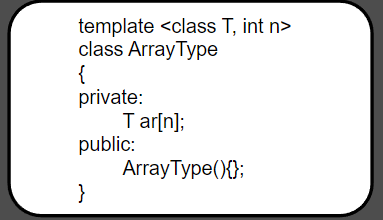 template <class T, int n>
class ArrayType
{
private:
T ar[n];
public:
ArrayType(){};
}